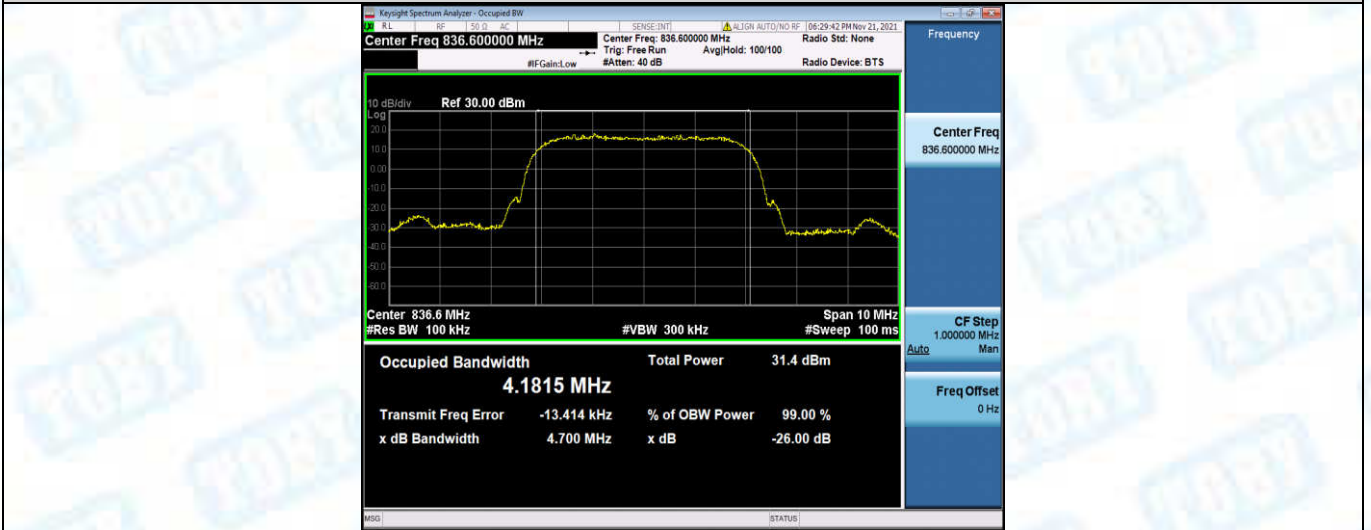 Keysight Spectrum Analyzer - Occupied BW
RL RF 50 Ω AC SENSE:INT ALIGN AUTO/NO RF 06:29:42 PM Nov 21, 2021
Center Freq 836.600000 MHz
Center Freq: 836.600000 MHz Radio Std: None
Trig: Free Run Avg|Hold: 100/100
#IFGain:Low #Atten: 40 dB Radio Device: BTS
Frequency
10 dB/div Ref 30.00 dBm
Log
20.0
10.0
0.00
-10.0
-20.0
-30.0
-40.0
-50.0
-60.0
Center 836.6 MHz Span 10 MHz
#Res BW 100 kHz #VBW 300 kHz #Sweep 100 ms
Occupied Bandwidth Total Power 31.4 dBm
4.1815 MHz
Transmit Freq Error -13.414 kHz % of OBW Power 99.00 %
x dB Bandwidth 4.700 MHz x dB -26.00 dB
Center Freq
836.600000 MHz
CF Step
1.000000 MHz
Auto Man
Freq Offset
0 Hz
MSG STATUS